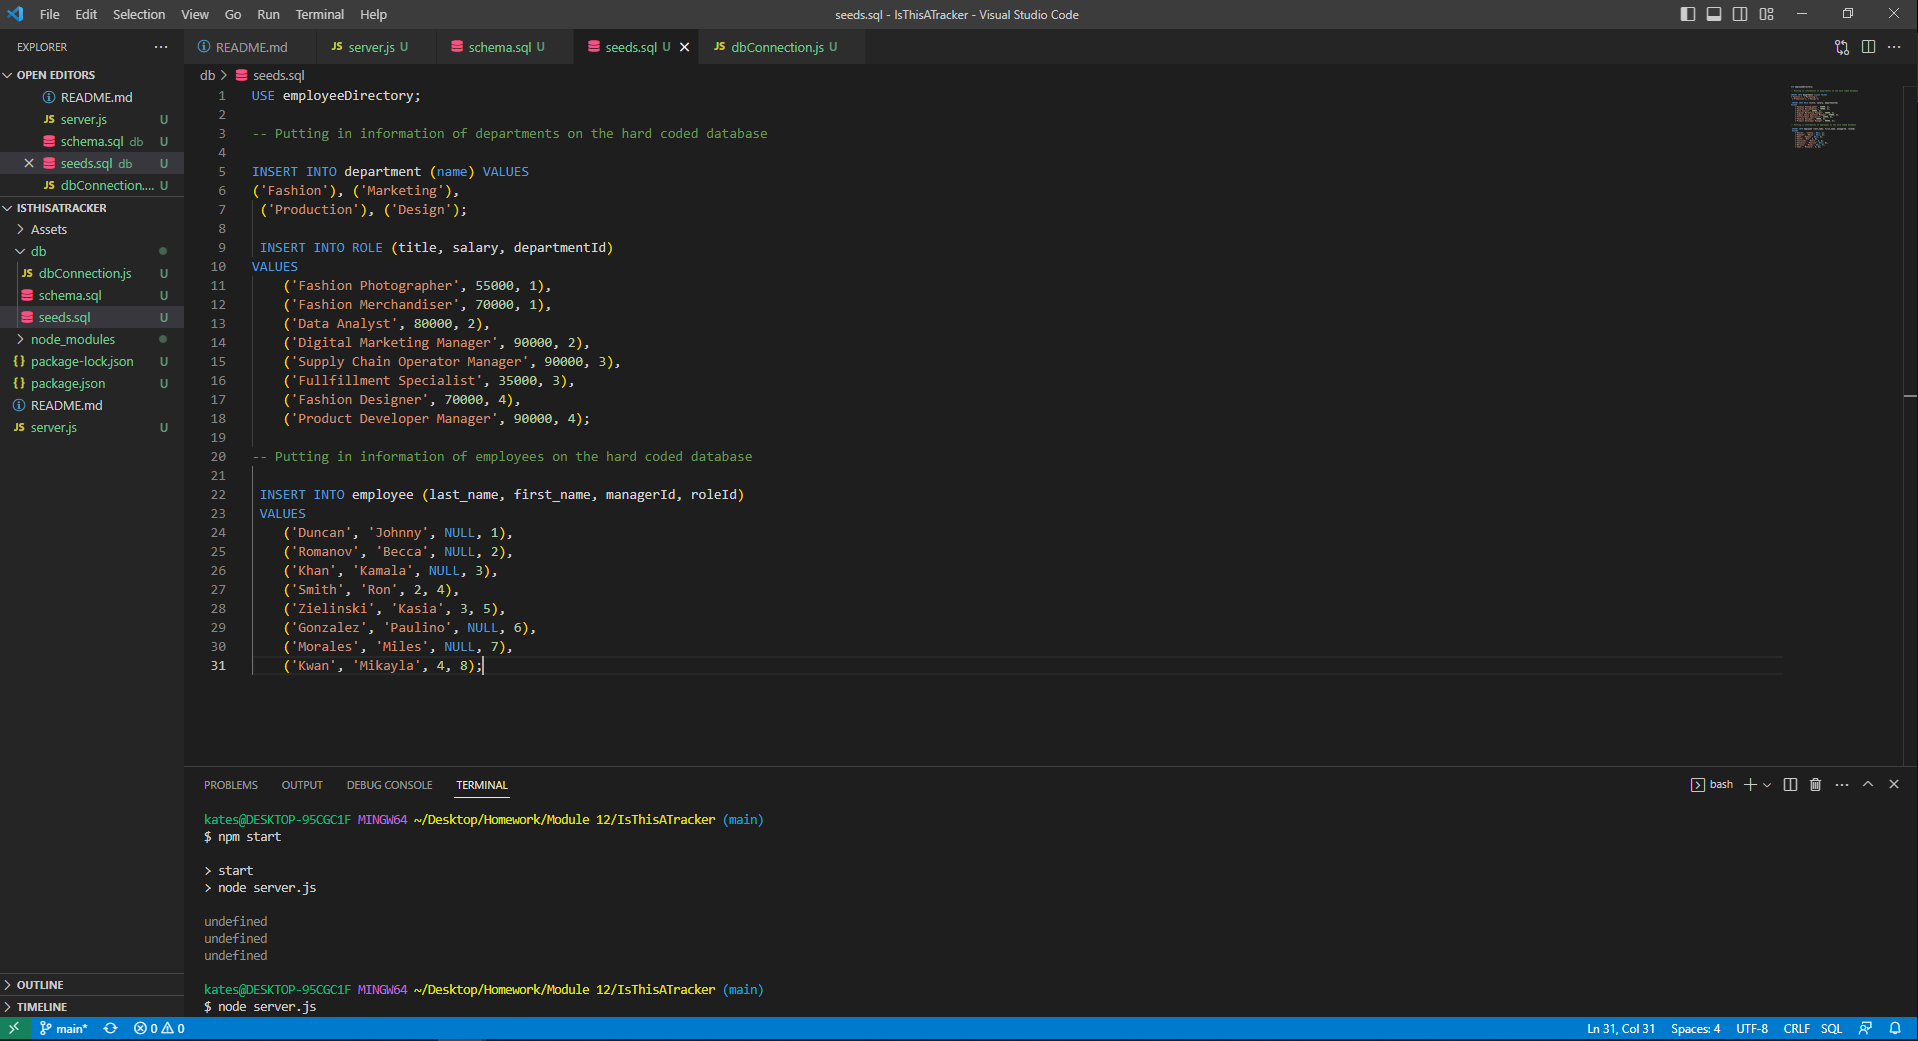 File Edit Selection View Go Run Terminal Help
seeds.sql - IsThisATracker - Visual Studio Code
EXPLORER
OPEN EDITORS
README.md
server.js U
schema.sql db U
seeds.sql db U
dbConnection.... U
ISTHISATRACKER
Assets
db
dbConnection.js U
schema.sql U
seeds.sql U
node_modules
package-lock.json U
package.json U
README.md
server.js U
OUTLINE
TIMELINE
README.md server.js U schema.sql U seeds.sql U dbConnection.js U
db > seeds.sql
1 USE employeeDirectory;
2
3 -- Putting in information of departments on the hard coded database
4
5 INSERT INTO department (name) VALUES
6 ('Fashion'), ('Marketing'),
7 ('Production'), ('Design');
8
9 INSERT INTO ROLE (title, salary, departmentId)
10 VALUES
11 ('Fashion Photographer', 55000, 1),
12 ('Fashion Merchandiser', 70000, 1),
13 ('Data Analyst', 80000, 2),
14 ('Digital Marketing Manager', 90000, 2),
15 ('Supply Chain Operator Manager', 90000, 3),
16 ('Fullfillment Specialist', 35000, 3),
17 ('Fashion Designer', 70000, 4),
18 ('Product Developer Manager', 90000, 4);
19
20 -- Putting in information of employees on the hard coded database
21
22 INSERT INTO employee (last_name, first_name, managerId, roleId)
23 VALUES
24 ('Duncan', 'Johnny', NULL, 1),
25 ('Romanov', 'Becca', NULL, 2),
26 ('Khan', 'Kamala', NULL, 3),
27 ('Smith', 'Ron', 2, 4),
28 ('Zielinski', 'Kasia', 3, 5),
29 ('Gonzalez', 'Paulino', NULL, 6),
30 ('Morales', 'Miles', NULL, 7),
31 ('Kwan', 'Mikayla', 4, 8);
PROBLEMS OUTPUT DEBUG CONSOLE TERMINAL
bash
kates@DESKTOP-95CGC1F MINGW64 ~/Desktop/Homework/Module 12/IsThisATracker (main)
$ npm start
> start
> node server.js
undefined
undefined
undefined
kates@DESKTOP-95CGC1F MINGW64 ~/Desktop/Homework/Module 12/IsThisATracker (main)
$ node server.js
main* 0 0
Ln 31, Col 31 Spaces: 4 UTF-8 CRLF SQL